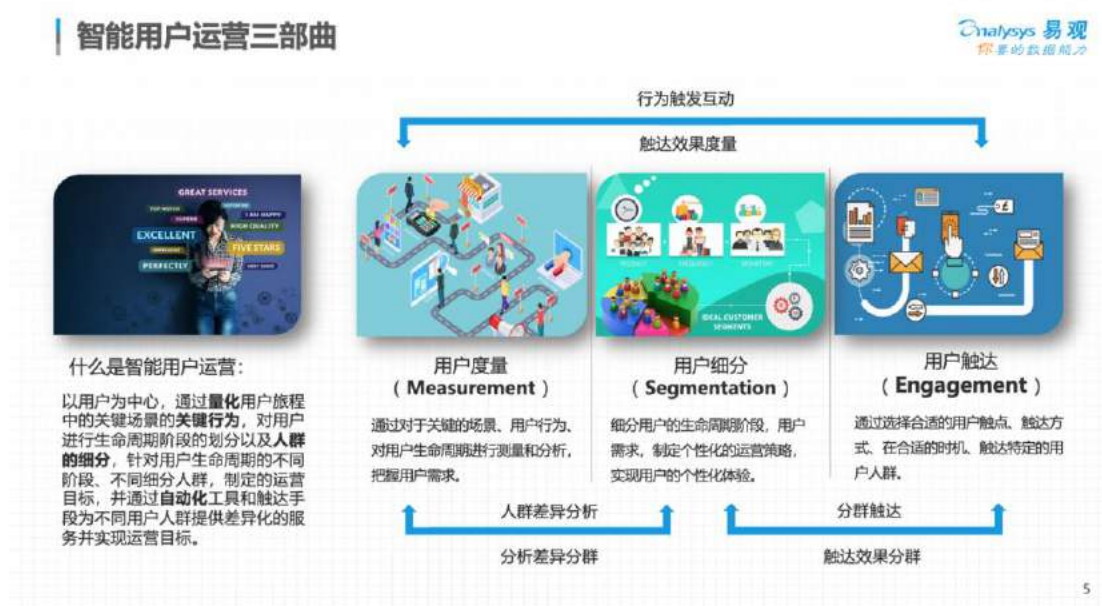 智能用户运营三部曲
analysys 易观
你要的数据能力
行为触发互动
触达效果度量
GREAT SERVICES
EXCELLENT
HIGH QUALITY
FIVE STARS
PERFECTLY
IDEAL CUSTOMER
SEGMENTS
什么是智能用户运营:
以用户为中心,通过量化用户旅程
中的关键场景的关键行为,对用户
进行生命周期阶段的划分以及人群
的细分,针对用户生命周期的不同
阶段、不同细分人群,制定的运营
目标,并通过自动化工具和触达手
段为不同用户人群提供差异化的服
务并实现运营目标。
用户度量
(Measurement)
通过对于关键的场景、用户行为、
对用户生命周期进行测量和分析,
把握用户需求。
用户细分
(Segmentation)
细分用户的生命周期阶段,用户
需求,制定个性化的运营策略,
实现用户的个性化体验。
用户触达
(Engagement)
通过选择合适的用户触点、触达方
式、在合适的时机、触达特定的用
户人群。
人群差异分析
分析差异分群
分群触达
触达效果分群
5